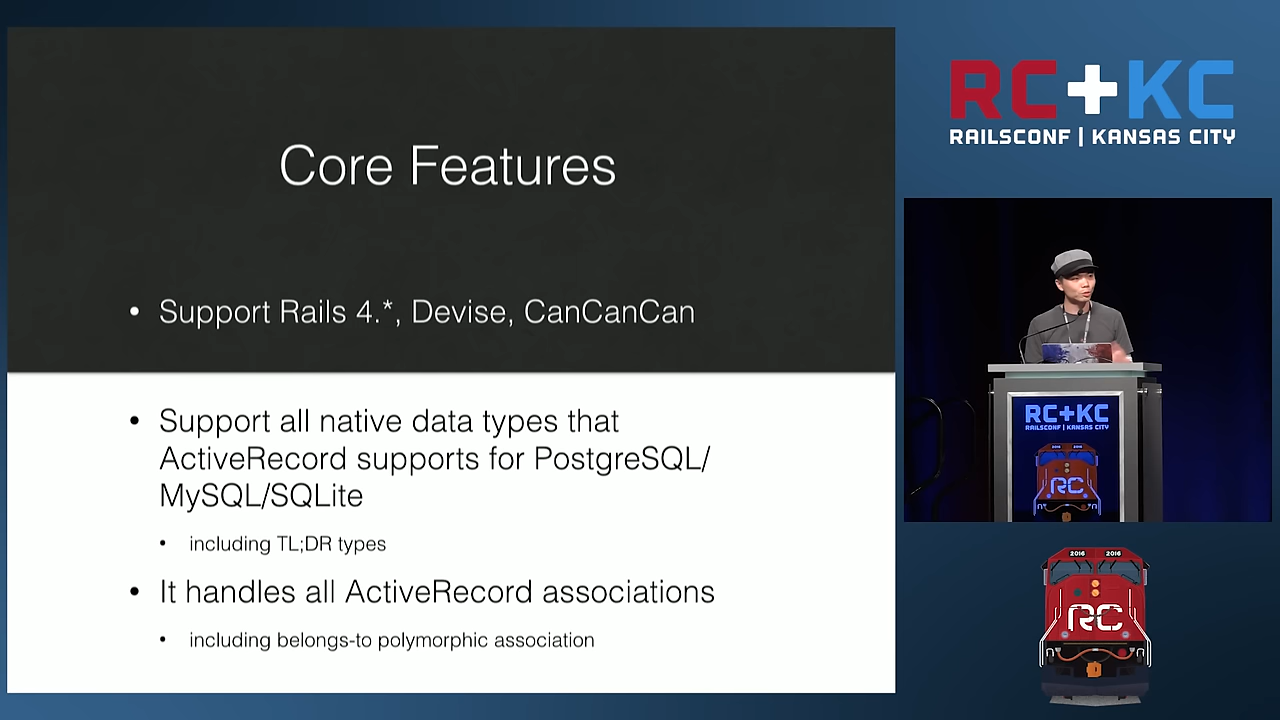 Core Features
• Support Rails 4.*, Devise, CanCanCan
• Support all native data types that
ActiveRecord supports for PostgreSQL/
MySQL/SQLite
• including TL;DR types
• It handles all ActiveRecord associations
• including belongs-to polymorphic association
RC+KC
RAILSCONF | KANSAS CITY
RC+KC
RAILSCONF | KANSAS CITY
RC
2016 2016
RC